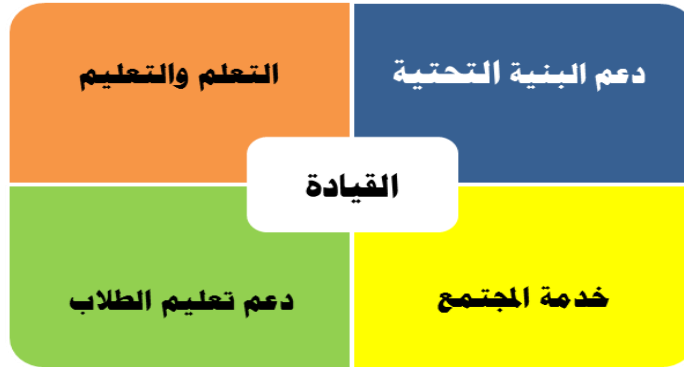 دعم البنية التحتية
التعلم والتعليم
القيادة
خدمة المجتمع
دعم تعليم الطلاب